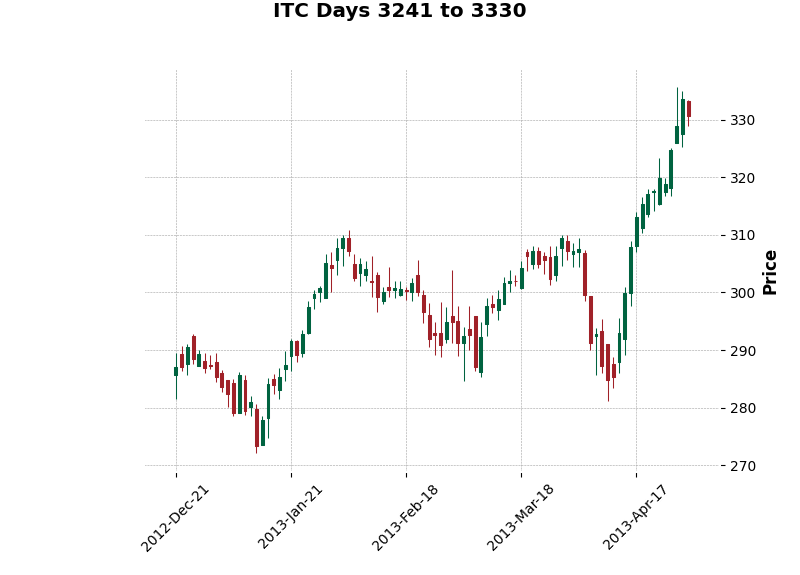 ITC Days 3241 to 3330
330
320
310
300
290
280
270
Price
2012-Dec-21
2013-Jan-21
2013-Feb-18
2013-Mar-18
2013-Apr-17